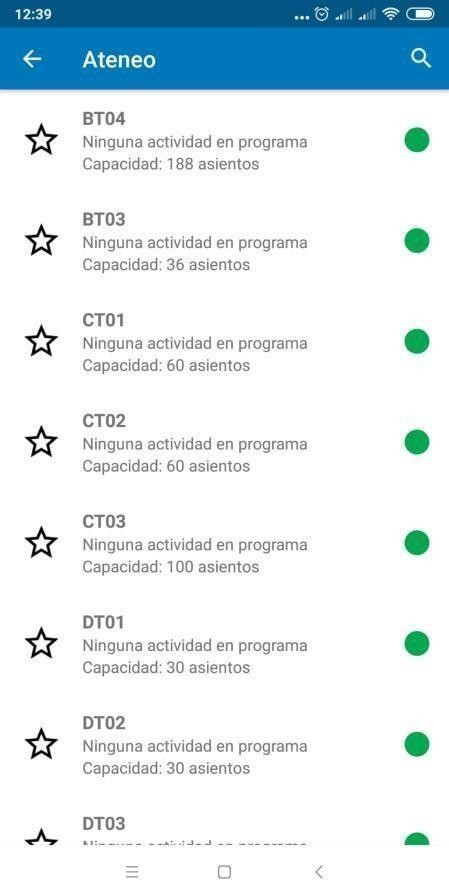 12:39
Ateneo
BT04
Ninguna actividad en programa
Capacidad: 188 asientos
BT03
Ninguna actividad en programa
Capacidad: 36 asientos
CT01
Ninguna actividad en programa
Capacidad: 60 asientos
CT02
Ninguna actividad en programa
Capacidad: 60 asientos
CT03
Ninguna actividad en programa
Capacidad: 100 asientos
DT01
Ninguna actividad en programa
Capacidad: 30 asientos
DT02
Ninguna actividad en programa
Capacidad: 30 asientos
DT03